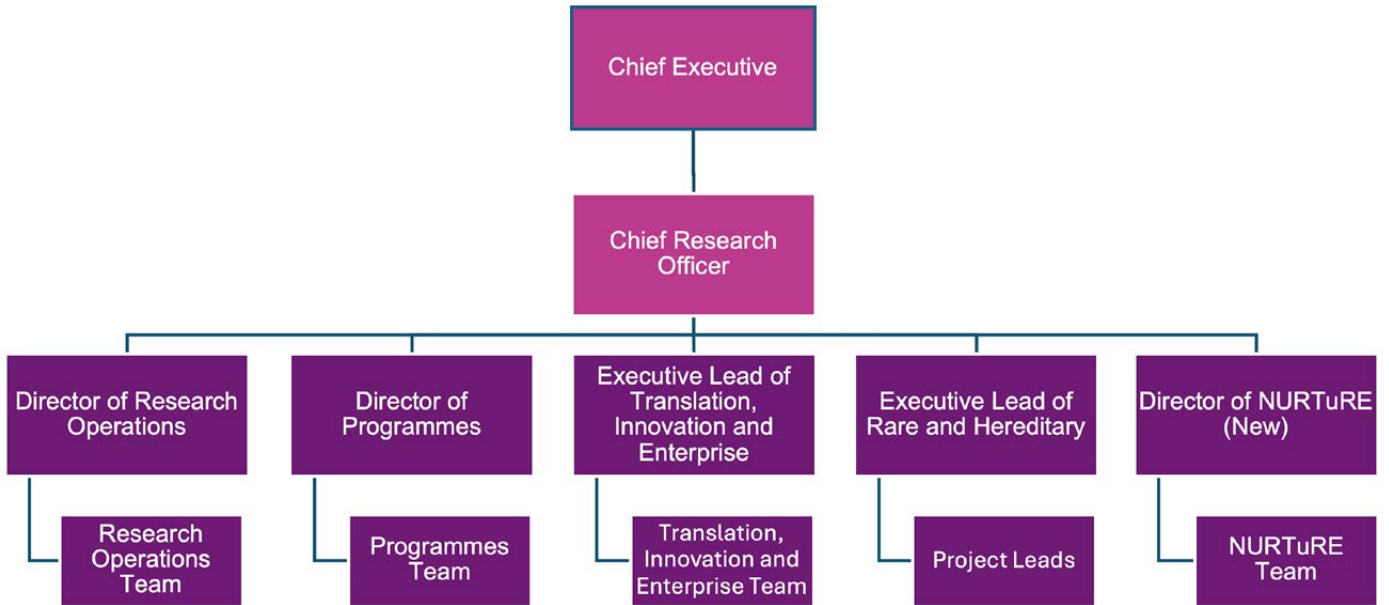 Chief Executive
Chief Research
Officer
Director of Research
Operations
Director of
Programmes
Executive Lead of
Translation,
Innovation and
Enterprise
Executive Lead of
Rare and Hereditary
Director of NURTuRE
(New)
Research
Operations
Team
Programmes
Team
Translation,
Innovation and
Enterprise Team
Project Leads
NURTuRE
Team